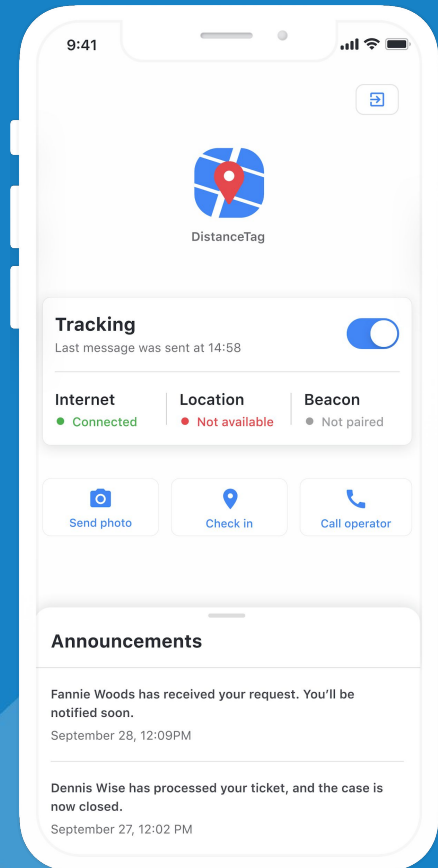 9:41
DistanceTag
Tracking
Last message was sent at 14:58
Internet
Connected
Location
Not available
Beacon
Not paired
Send photo
Check in
Call operator
Announcements
Fannie Woods has received your request. You’ll be
notified soon.
September 28, 12:09PM
Dennis Wise has processed your ticket, and the case is
now closed.
September 27, 12:02 PM